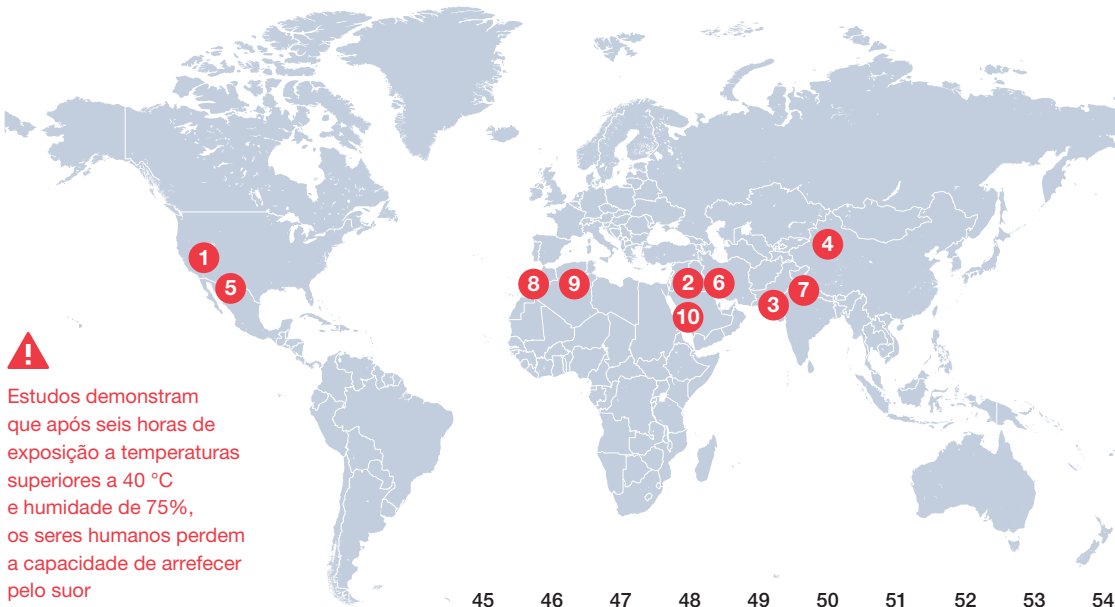 4
1
5
8
9
2
6
7
3
10
!
Estudos demonstram
que após seis horas de
exposição a temperaturas
superiores a 40 °C
e humidade de 75%,
os seres humanos perdem
a capacidade de arrefecer
pelo suor
45 46 47 48 49 50 51 52 53 54